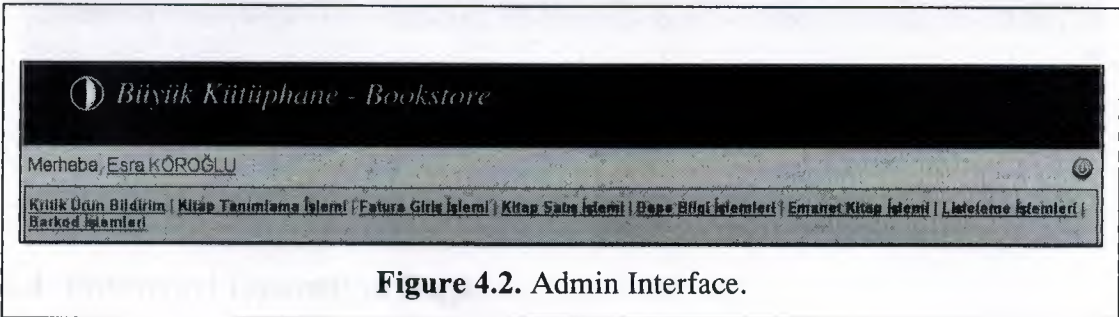 Büyük Kütüphane - Bookstore
Merhaba, Esra KÖROĞLU
Kritik Ürün Bildirim | Kitap Tanımlama İşlemi | Fatura Giriş İşlemi | Kitap Satış İşlemi | Depo Bilgi İşlemleri | Emanet Kitap İşlemi | Listeleme İşlemleri |
Barkod İşlemleri
Figure 4.2. Admin Interface.